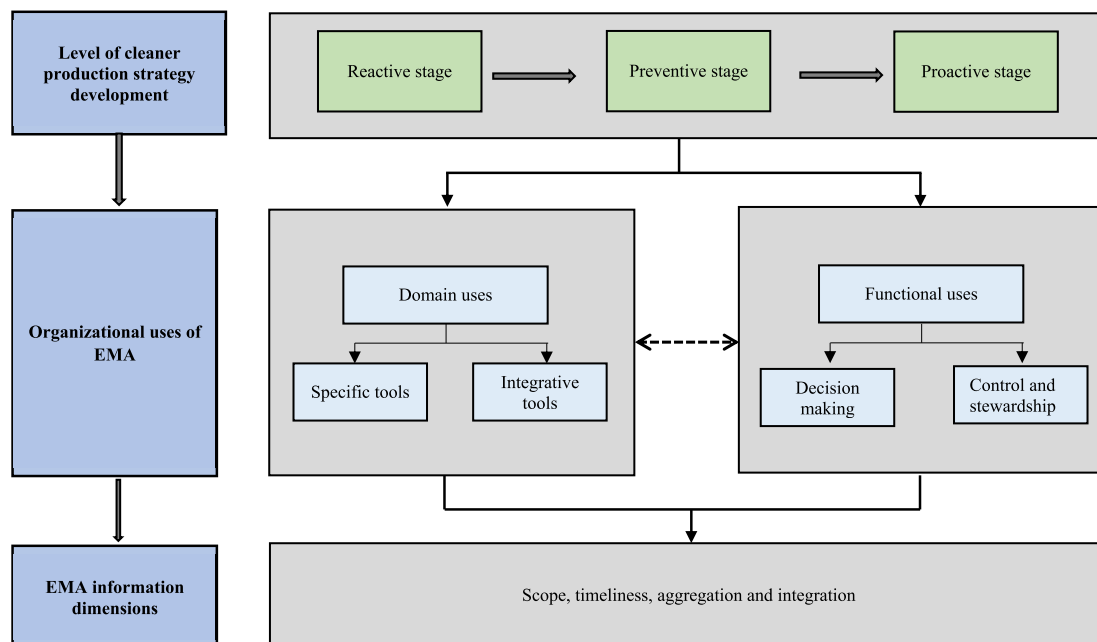 Level of cleaner
production strategy
development
Reactive stage
Preventive stage
Proactive stage
Organizational uses of
EMA
Domain uses
Specific tools
Integrative
tools
Functional uses
Decision
making
Control and
stewardship
EMA information
dimensions
Scope, timeliness, aggregation and integration